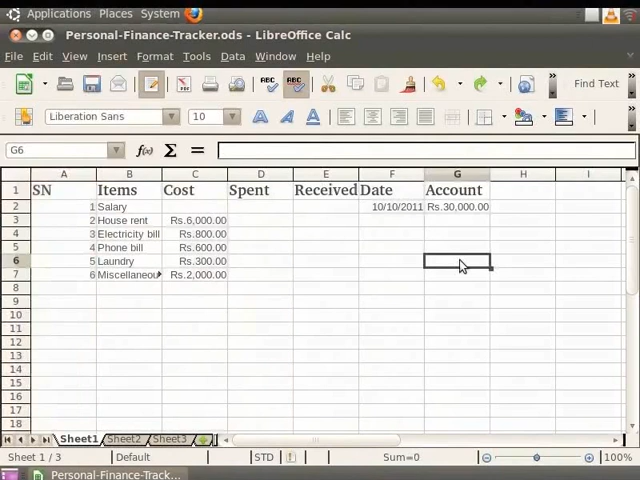 Applications Places System
Personal-Finance-Tracker.ods - LibreOffice Calc
File Edit View Insert Format Tools Data Window Help
ABC ABC Find Text
Liberation Sans 10 A A A
G6 f(x) Σ =
A B C D E F G H I
1 SN Items Cost Spent Received Date Account
2 1 Salary 10/10/2011 Rs.30,000.00
3 2 House rent Rs.6,000.00
4 3 Electricity bill Rs.800.00
5 4 Phone bill Rs.600.00
6 5 Laundry Rs.300.00
7 6 Miscellaneou Rs.2,000.00
8
9
10
11
12
13
14
15
16
17
18
Sheet1 Sheet2 Sheet3
Sheet 1 / 3 Default STD Sum=0 100%
Personal-Finance-Track...